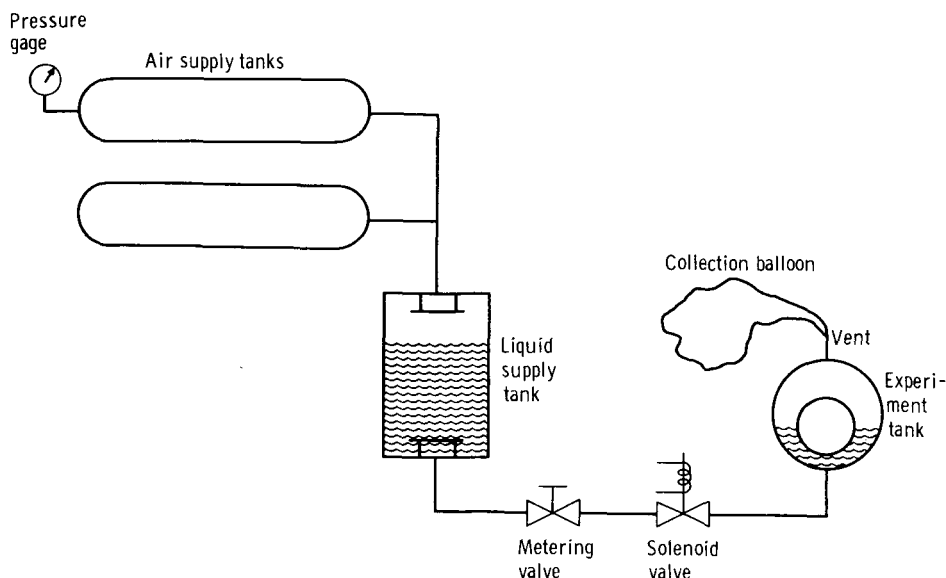 Pressure
gage
Air supply tanks
Collection balloon
Vent
Liquid
supply
tank
Experi-
ment
tank
Metering
valve
Solenoid
valve